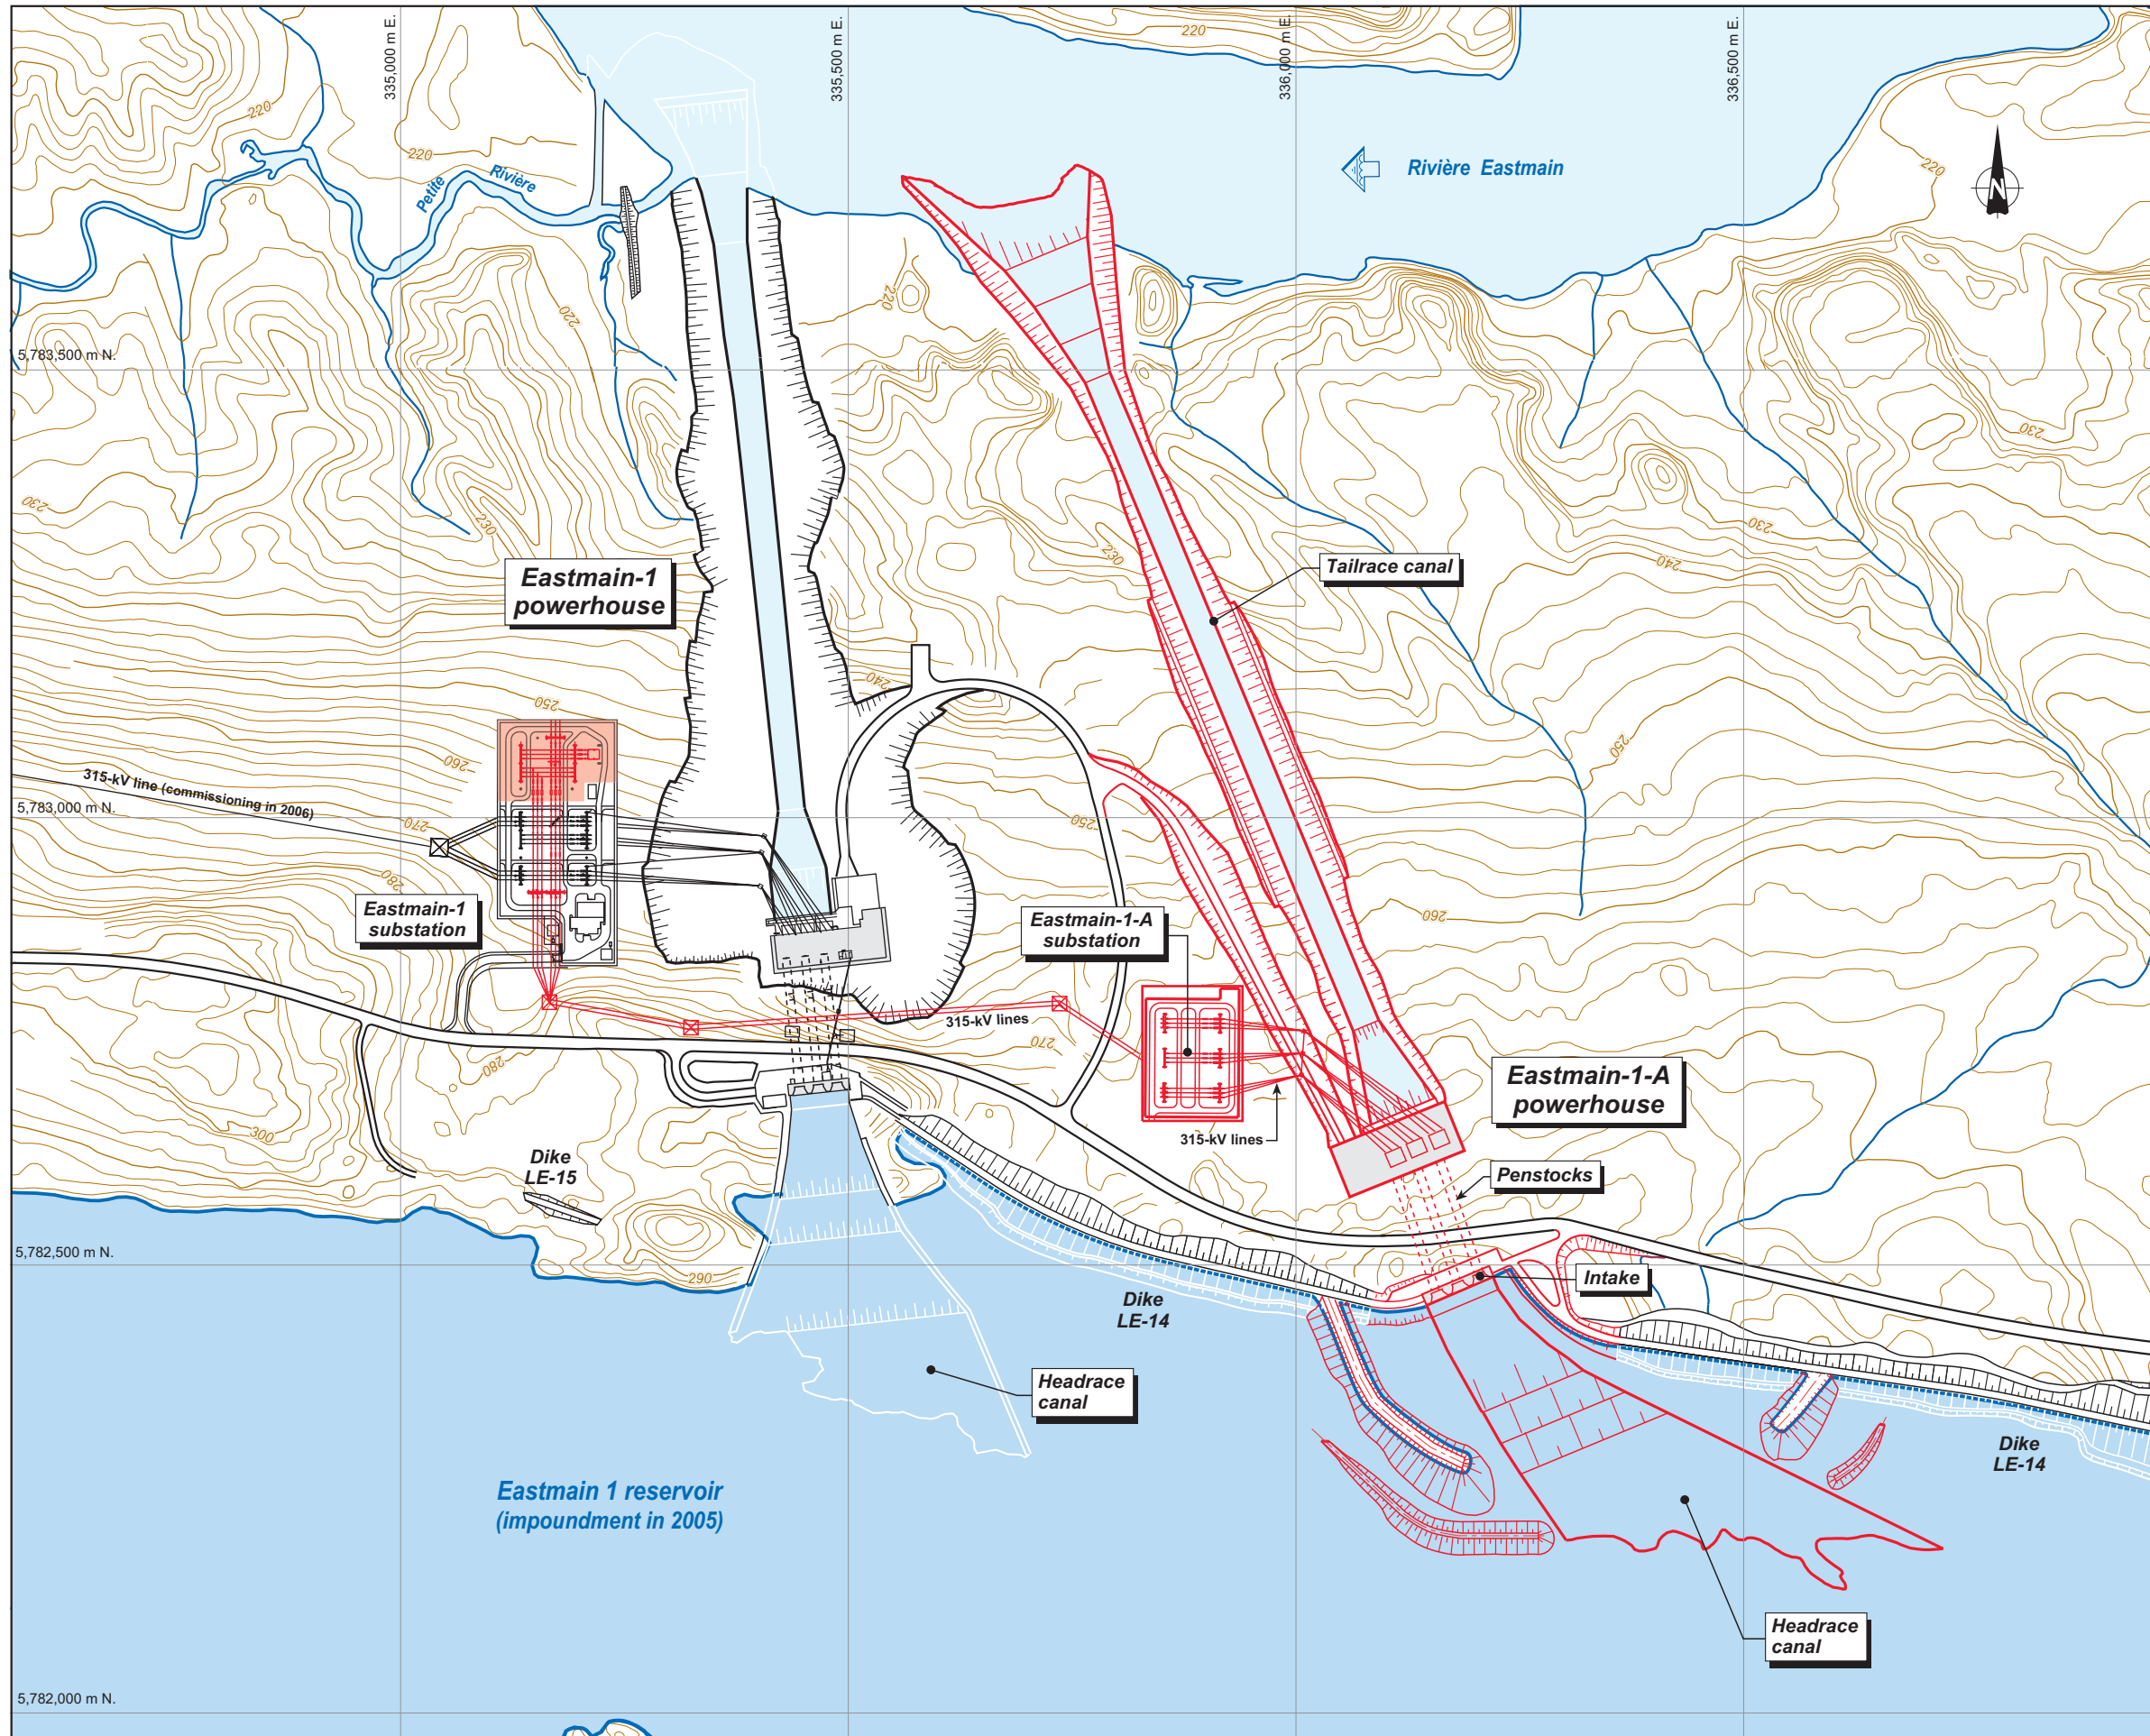 335,000 m E.
335,500 m E.
336,000 m E.
336,500 m E.
220
220
220
Petite
Rivière
Rivière Eastmain
220
N
220
220
5,783,500 m N.
230
230
230
230
230
240
Eastmain-1
powerhouse
Tailrace canal
240
250
250
260
315-kV line (commissioning in 2006)
5,783,000 m N.
270
250
280
Eastmain-1
substation
Eastmain-1-A
substation
260
315-kV lines
270
280
Eastmain-1-A
powerhouse
300
315-kV lines
Dike
LE-15
Penstocks
5,782,500 m N.
290
Intake
Dike
LE-14
Headrace
canal
Dike
LE-14
Eastmain 1 reservoir
(impoundment in 2005)
Headrace
canal
5,782,000 m N.